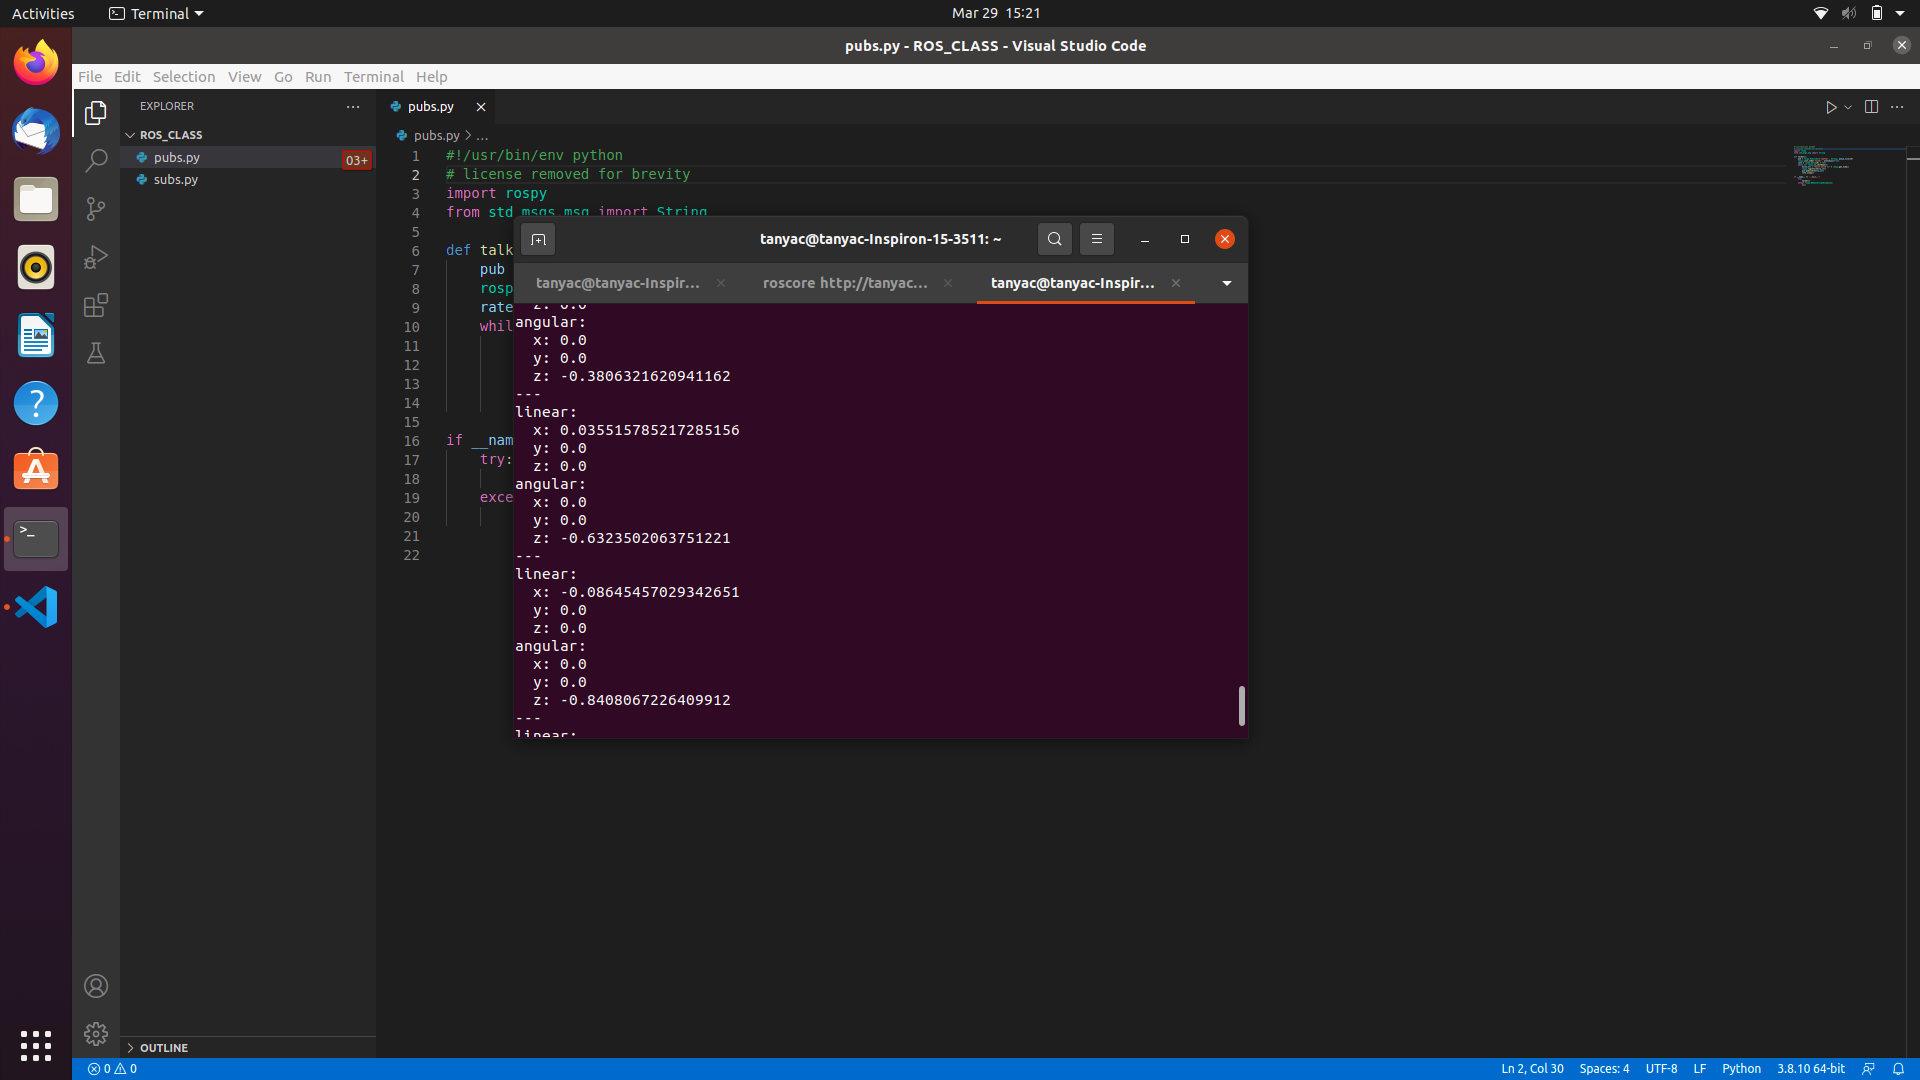 Activities
Terminal
Mar 29 15:21
pubs.py - ROS_CLASS - Visual Studio Code
File Edit Selection View Go Run Terminal Help
EXPLORER
ROS_CLASS
pubs.py
03+
subs.py
OUTLINE
pubs.py
pubs.py > ...
1 #!/usr/bin/env python
2 # license removed for brevity
3 import rospy
4 from std_msgs.msg import String
5
6 def talk
7 pub
8 rosp
9 rate
10 whil
11
12
13
14
15
16 if __nam
17 try:
18
19 exce
20
21
22
tanyac@tanyac-Inspiron-15-3511: ~
tanyac@tanyac-Inspir...
roscore http://tanyac...
tanyac@tanyac-Inspir...
z: 0.0
angular:
x: 0.0
y: 0.0
z: -0.3806321620941162
---
linear:
x: 0.035515785217285156
y: 0.0
z: 0.0
angular:
x: 0.0
y: 0.0
z: -0.6323502063751221
---
linear:
x: -0.08645457029342651
y: 0.0
z: 0.0
angular:
x: 0.0
y: 0.0
z: -0.8408067226409912
---
linear:
0 0
Ln 2, Col 30 Spaces: 4 UTF-8 LF Python 3.8.10 64-bit